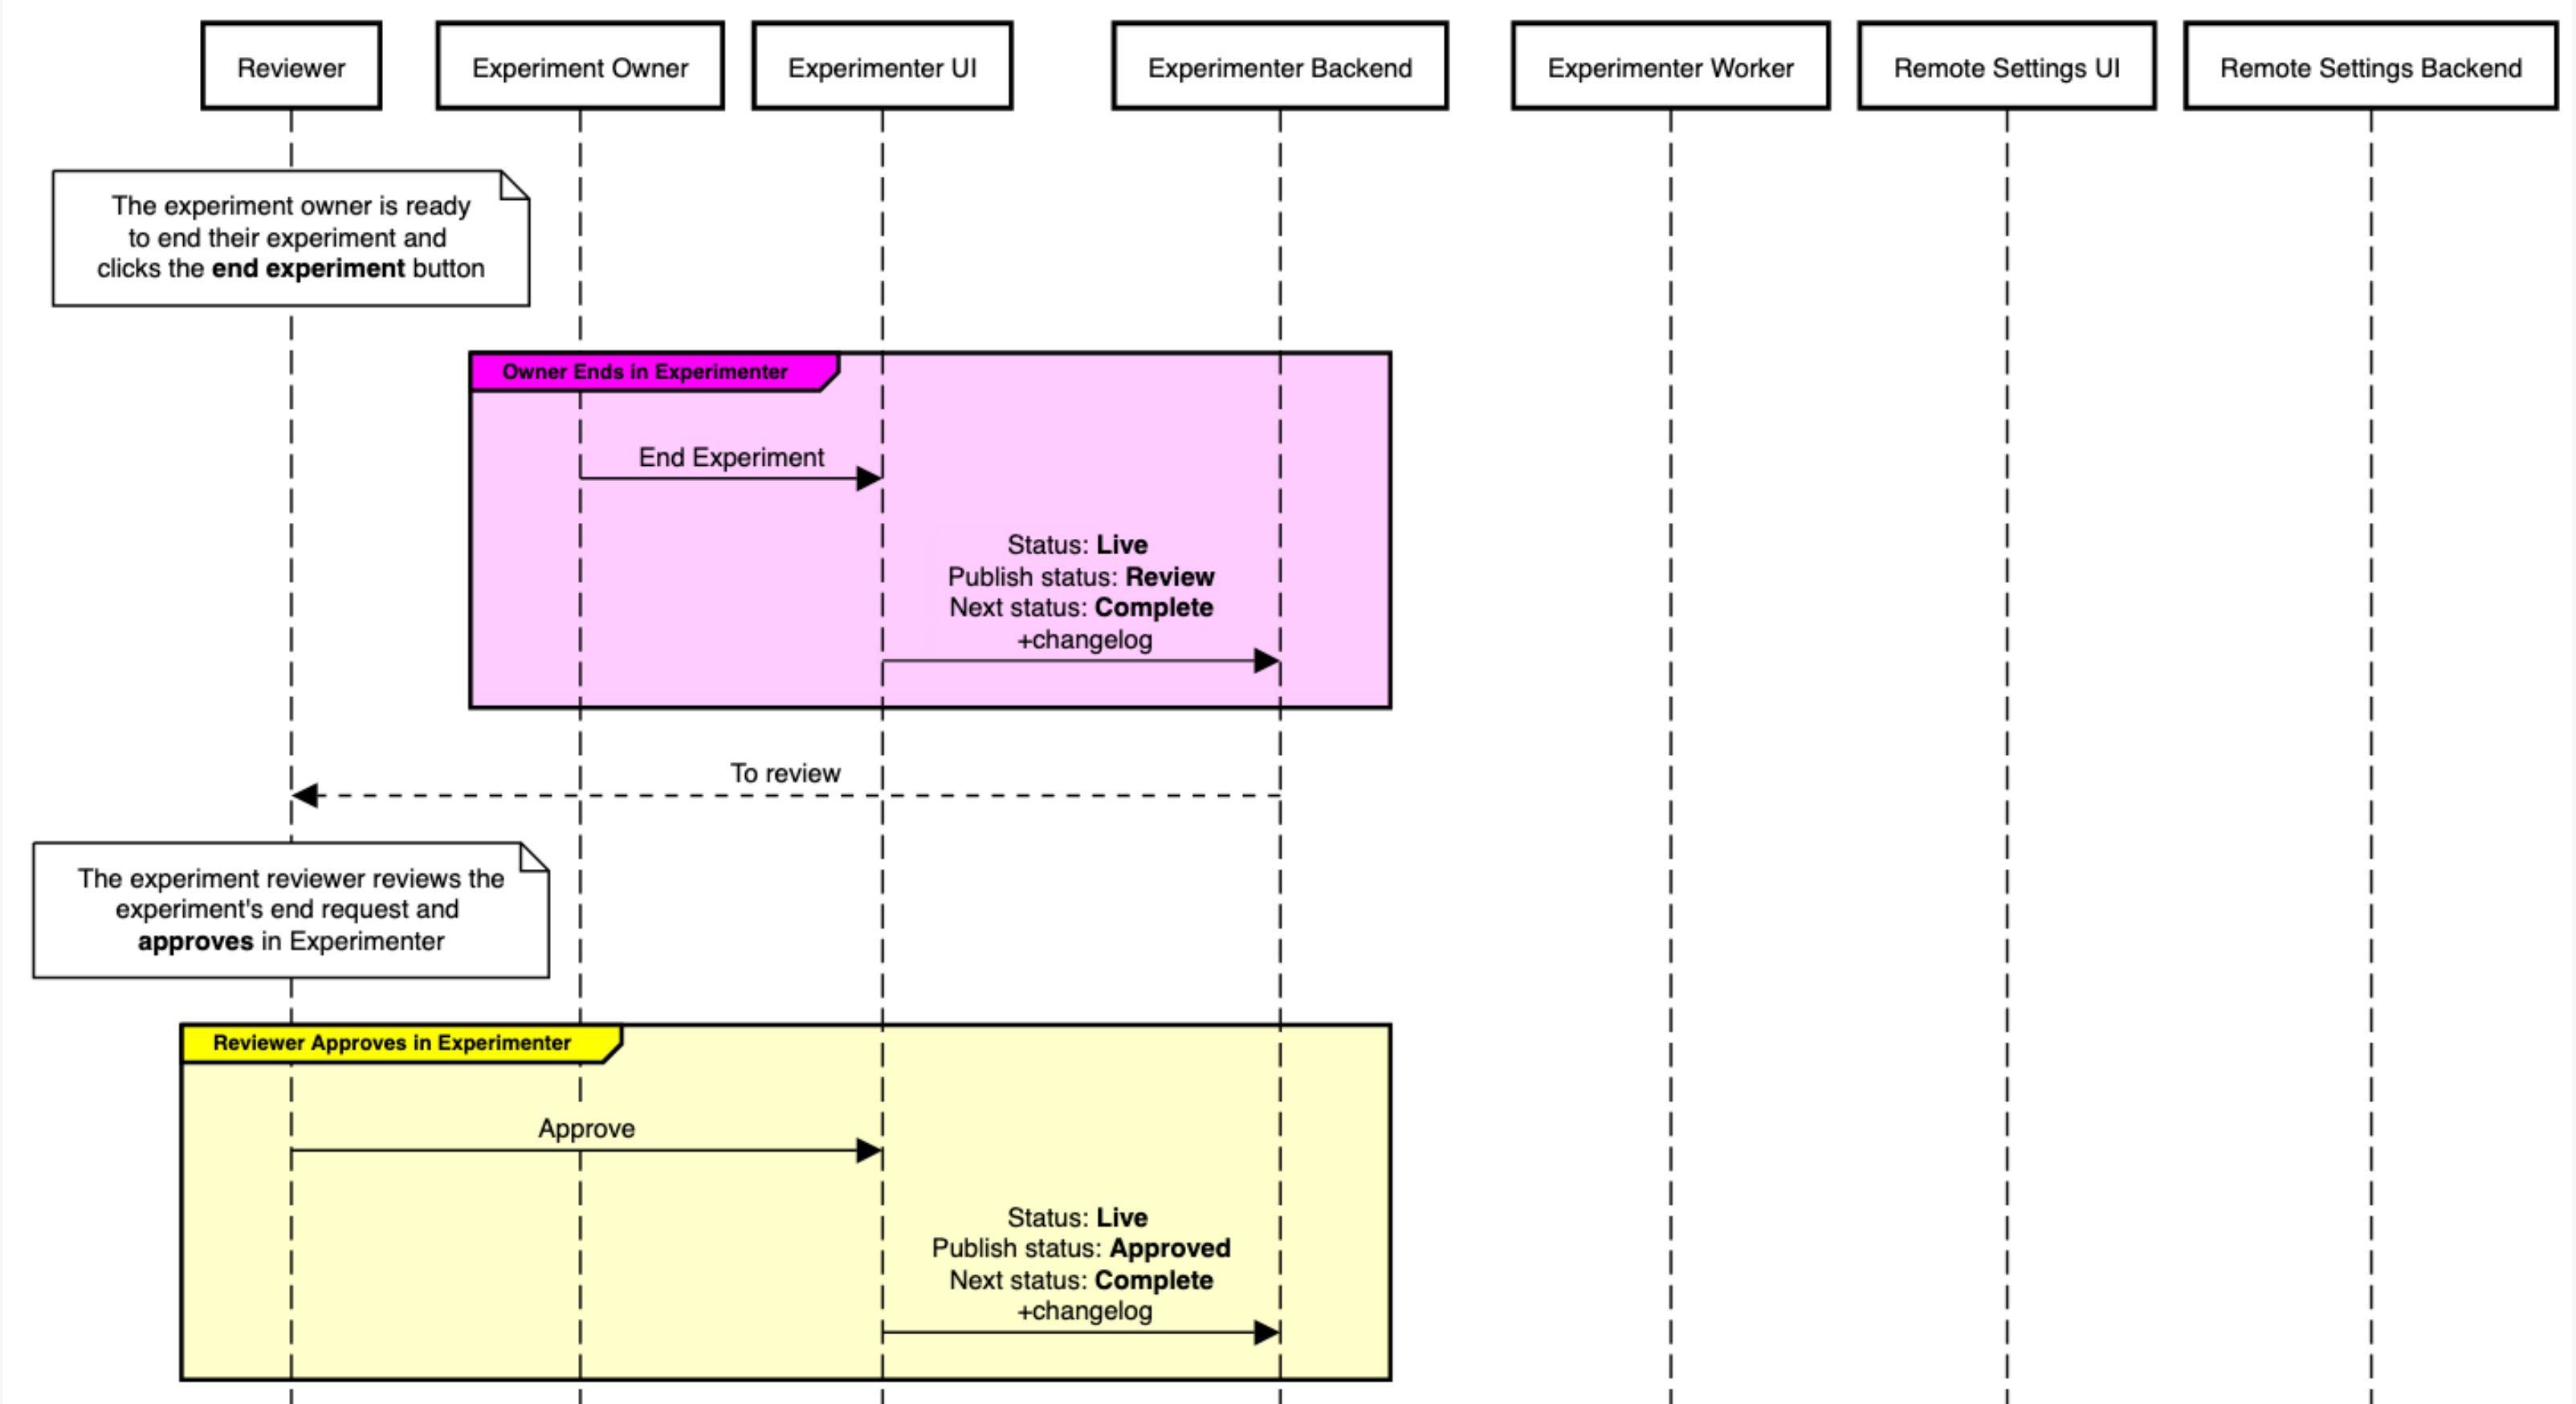 Reviewer
Experiment Owner
Experimenter UI
Experimenter Backend
Experimenter Worker
Remote Settings UI
Remote Settings Backend
The experiment owner is ready
to end their experiment and
clicks the end experiment button
Owner Ends in Experimenter
End Experiment
Status: Live
Publish status: Review
Next status: Complete
+changelog
To review
The experiment reviewer reviews the
experiment's end request and
approves in Experimenter
Reviewer Approves in Experimenter
Approve
Status: Live
Publish status: Approved
Next status: Complete
+changelog